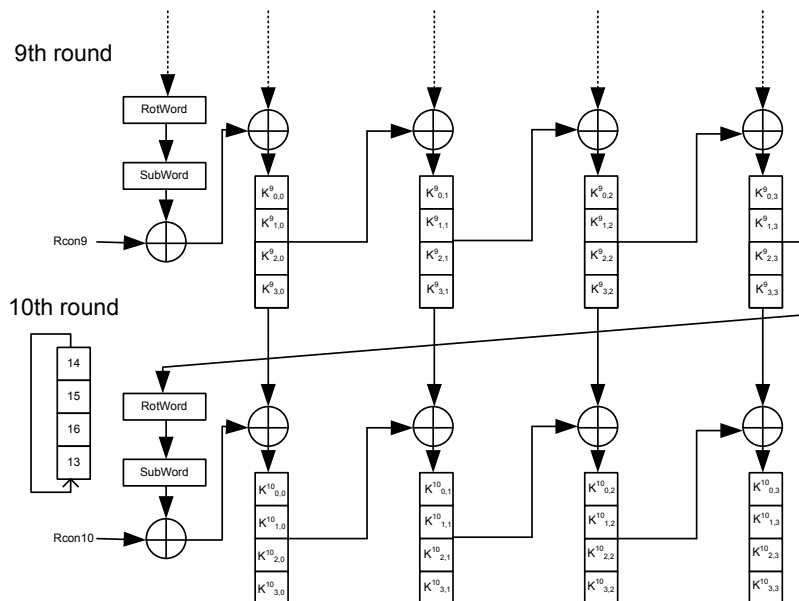 9th round
RotWord
SubWord
Rcon9
K⁹0,0 K⁹0,1 K⁹0,2 K⁹0,3
K⁹1,0 K⁹1,1 K⁹1,2 K⁹1,3
K⁹2,0 K⁹2,1 K⁹2,2 K⁹2,3
K⁹3,0 K⁹3,1 K⁹3,2 K⁹3,3
10th round
14
15
16
13
RotWord
SubWord
Rcon10
K¹⁰0,0 K¹⁰0,1 K¹⁰0,2 K¹⁰0,3
K¹⁰1,0 K¹⁰1,1 K¹⁰1,2 K¹⁰1,3
K¹⁰2,0 K¹⁰2,1 K¹⁰2,2 K¹⁰2,3
K¹⁰3,0 K¹⁰3,1 K¹⁰3,2 K¹⁰3,3